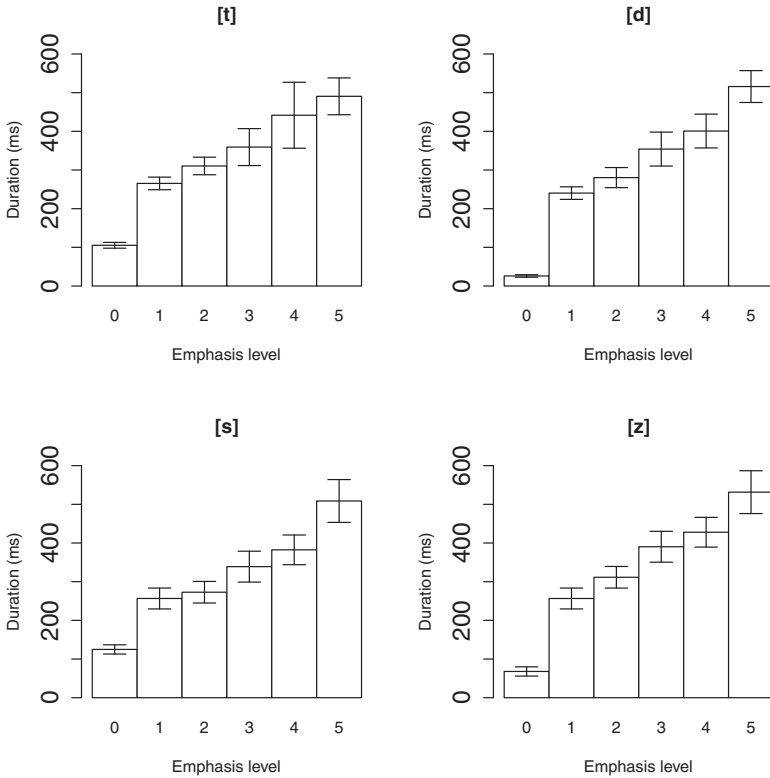 [t]
Duration (ms)
0 200 400 600
0 1 2 3 4 5
Emphasis level
[d]
Duration (ms)
0 200 400 600
0 1 2 3 4 5
Emphasis level
[s]
Duration (ms)
0 200 400 600
0 1 2 3 4 5
Emphasis level
[z]
Duration (ms)
0 200 400 600
0 1 2 3 4 5
Emphasis level